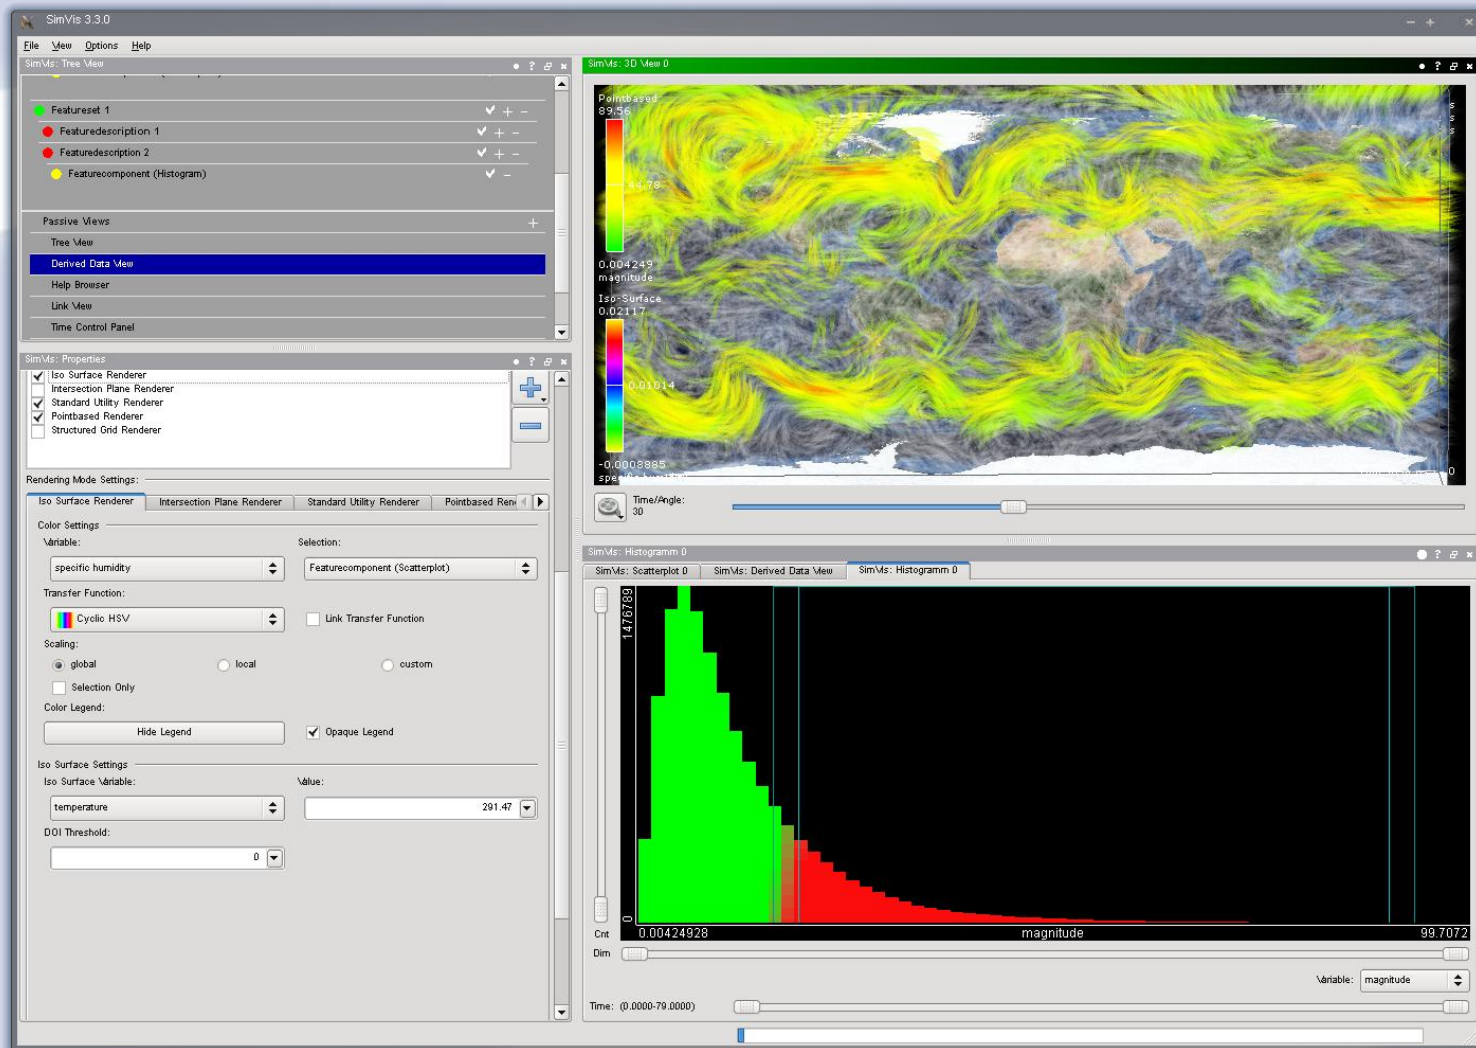 SimVis 3.3.0
File View Options Help
SimVis: Tree View
Featureset 1
Featuredescription 1
Featuredescription 2
Featurecomponent (Histogram)
Passive Views
Tree View
Derived Data View
Help Browser
Link View
Time Control Panel
SimVis: Properties
Iso Surface Renderer
Intersection Plane Renderer
Standard Utility Renderer
Pointbased Renderer
Structured Grid Renderer
Rendering Mode Settings:
Iso Surface Renderer Intersection Plane Renderer Standard Utility Renderer Pointbased Ren
Color Settings
Variable: Selection:
specific humidity Featurecomponent (Scatterplot)
Transfer Function:
Cyclic HSV Link Transfer Function
Scaling:
global local custom
Selection Only
Color Legend:
Hide Legend Opaque Legend
Iso Surface Settings
Iso Surface Variable: Value:
temperature 291.47
DOI Threshold:
0
SimVis: 3D View 0
Pointbased
89.56
44.78
0.004249
magnitude
Iso-Surface
0.02117
0.01014
-0.0008885
Time/Angle:
30
SimVis: Histogramm 0
SimVis: Scatterplot 0 SimVis: Derived Data View SimVis: Histogramm 0
1476789
0
Cnt 0.00424928 magnitude 99.7072
Dim
Variable: magnitude
Time: (0.0000-79.0000)